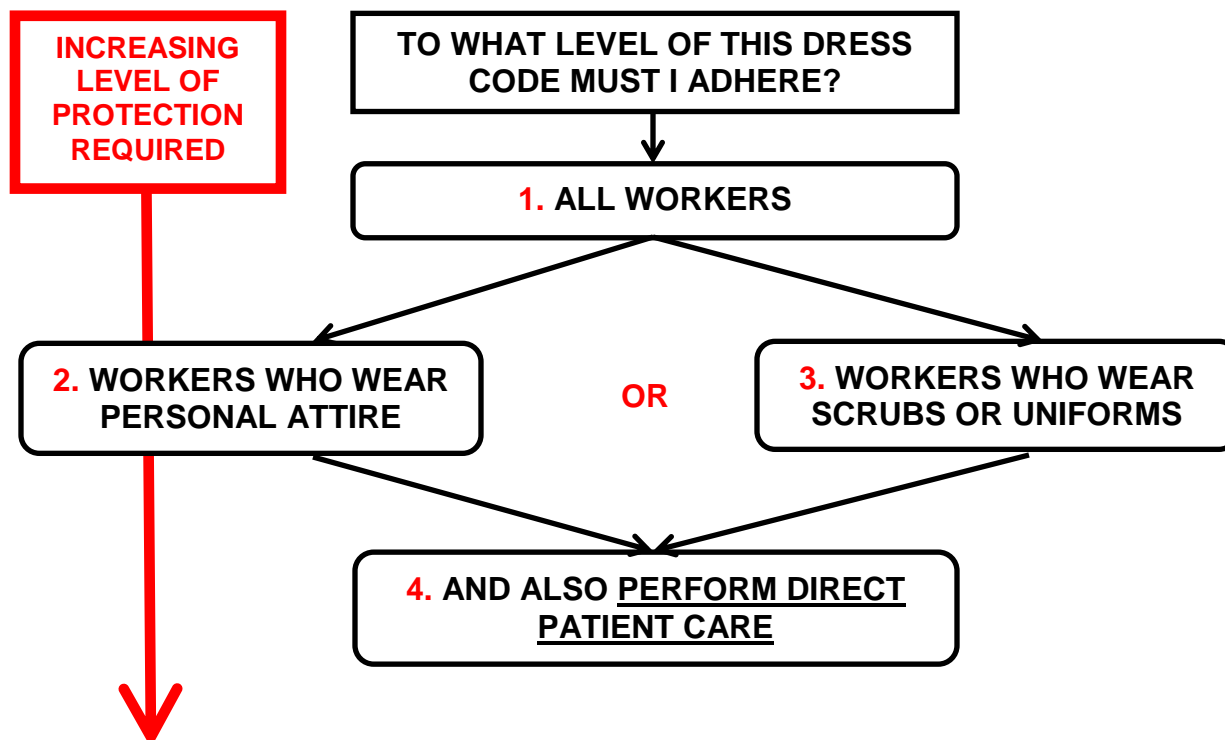 INCREASING
LEVEL OF
PROTECTION
REQUIRED
TO WHAT LEVEL OF THIS DRESS
CODE MUST I ADHERE?
1. ALL WORKERS
2. WORKERS WHO WEAR
PERSONAL ATTIRE
OR
3. WORKERS WHO WEAR
SCRUBS OR UNIFORMS
4. AND ALSO PERFORM DIRECT
PATIENT CARE